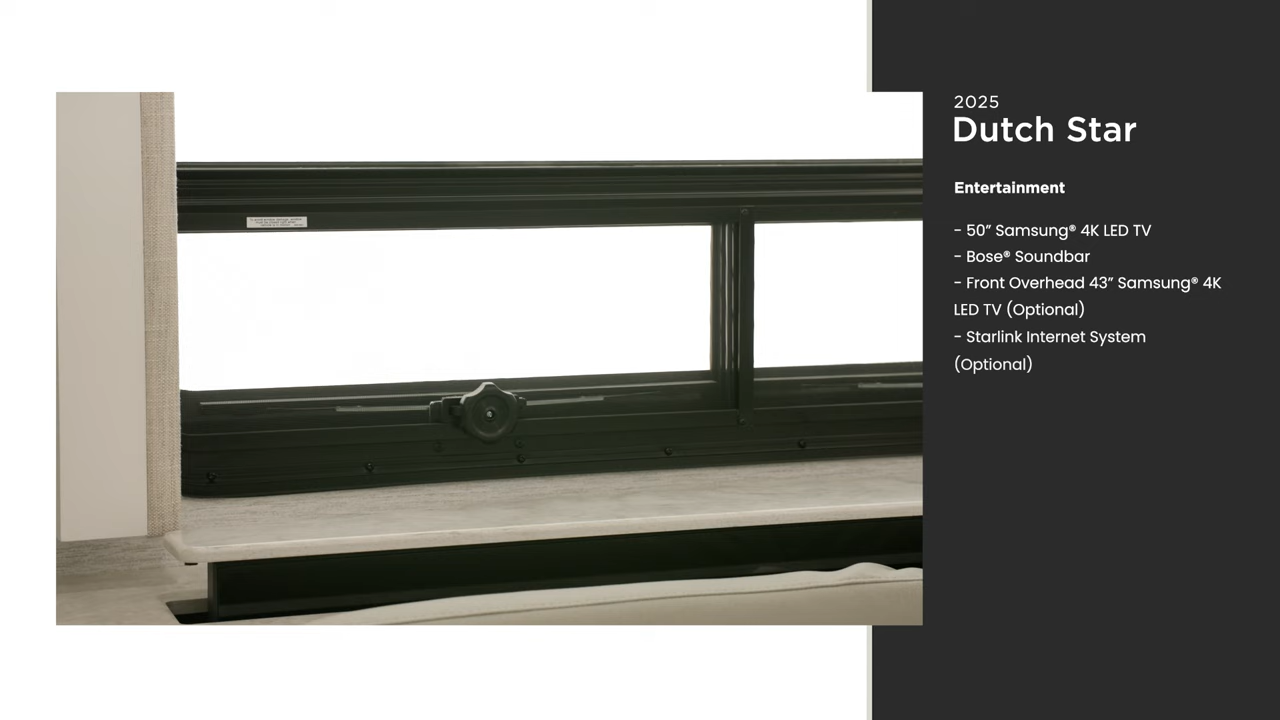 2025
Dutch Star
Entertainment
- 50” Samsung® 4K LED TV
- Bose® Soundbar
- Front Overhead 43” Samsung® 4K
LED TV (Optional)
- Starlink Internet System
(Optional)